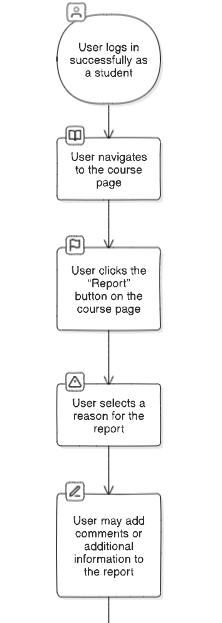 User logs in
successfully as
a student
User navigates
to the course
page
User clicks the
“Report”
button on the
course page
User selects a
reason for the
report
User may add
comments or
additional
information to
the report